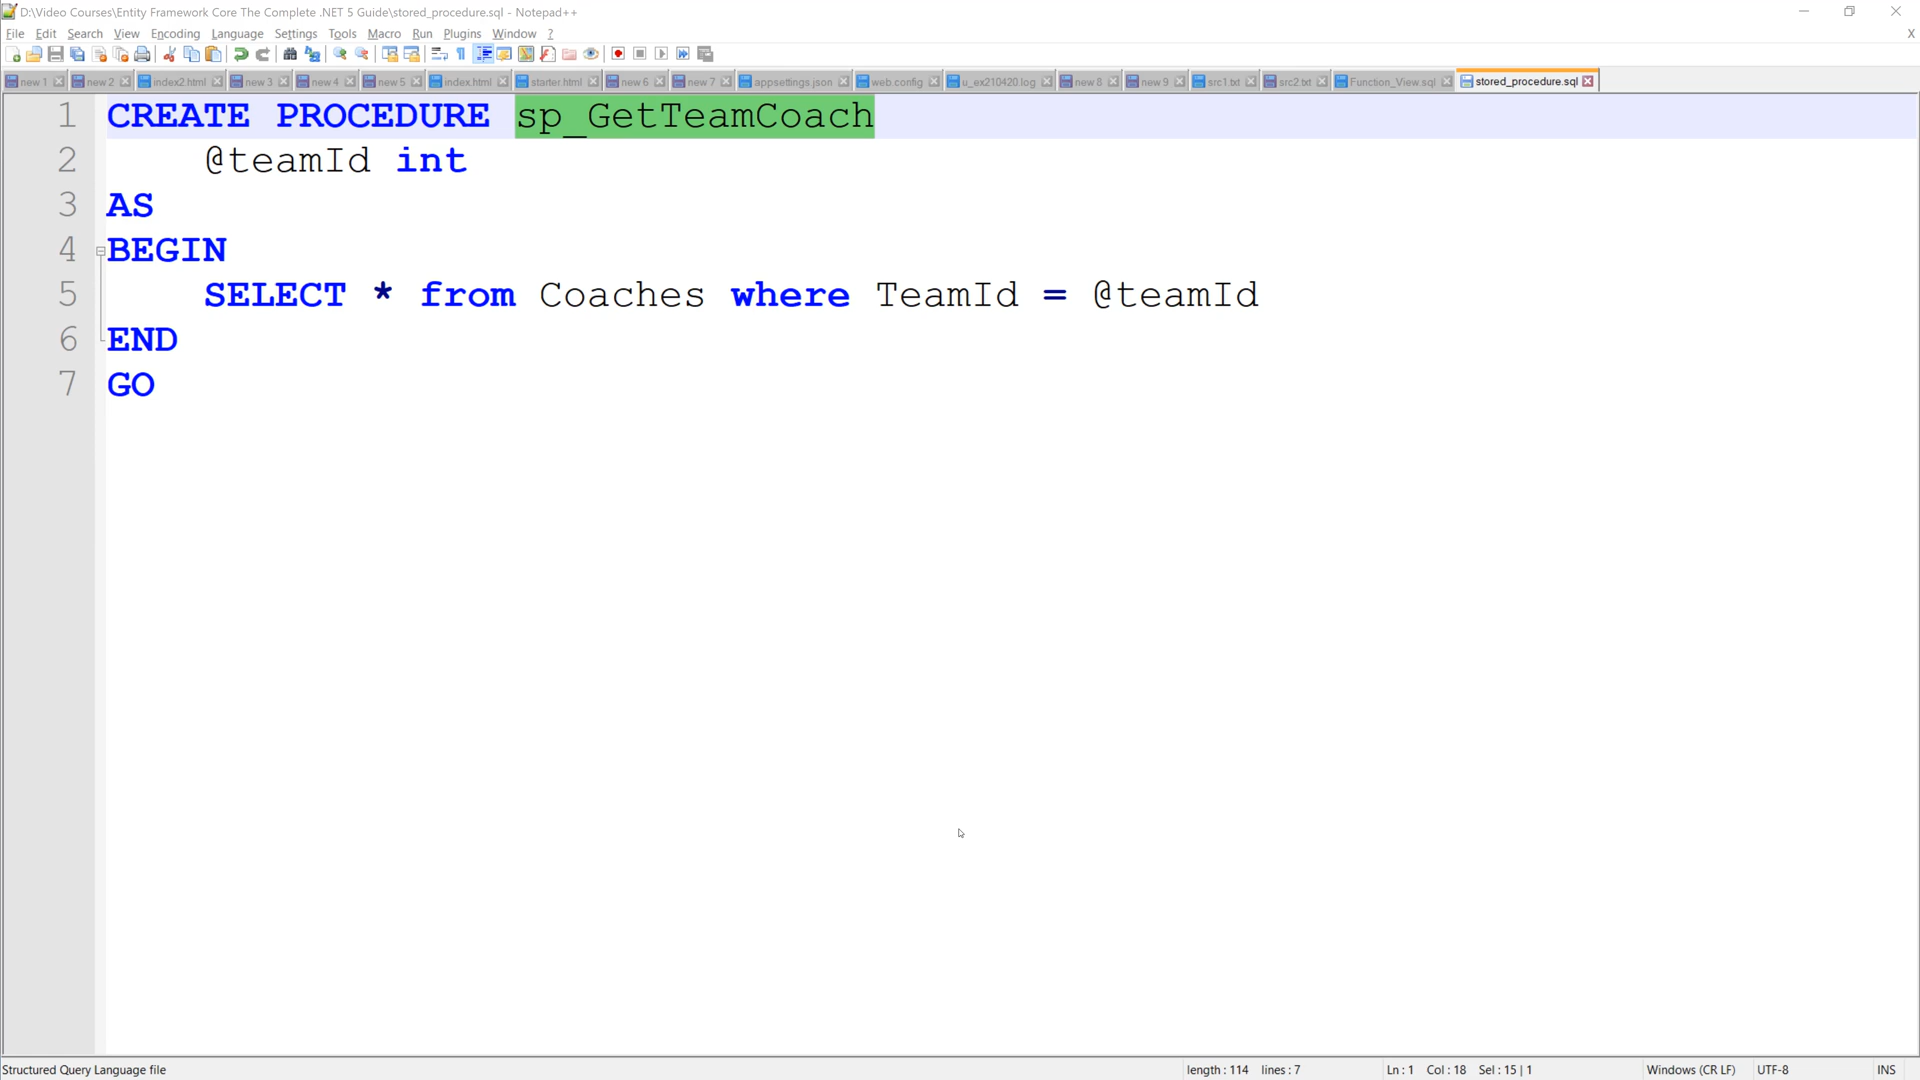 D:\Video Courses\Entity Framework Core The Complete .NET 5 Guide\stored_procedure.sql - Notepad++
File Edit Search View Encoding Language Settings Tools Macro Run Plugins Window ? X
new 1 new 2 index2.html new 3 new 4 new 5 index.html starter.html new 6 new 7 appsettings.json web.config u_ex210420.log new 8 new 9 src1.txt src2.txt Function_View.sql stored_procedure.sql
1 CREATE PROCEDURE sp_GetTeamCoach
2 @teamId int
3 AS
4 BEGIN
5 SELECT * from Coaches where TeamId = @teamId
6 END
7 GO
Structured Query Language file length : 114 lines : 7 Ln : 1 Col : 18 Sel : 15 | 1 Windows (CR LF) UTF-8 INS